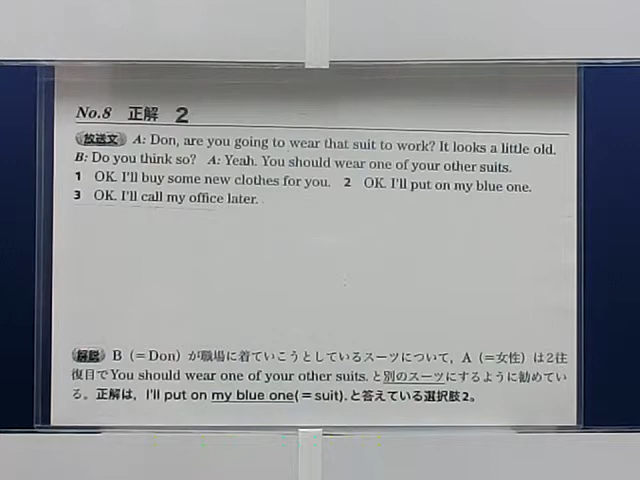 No.8 正解 2
放送文 A: Don, are you going to wear that suit to work? It looks a little old.
B: Do you think so? A: Yeah. You should wear one of your other suits.
1 OK. I'll buy some new clothes for you. 2 OK. I'll put on my blue one.
3 OK. I'll call my office later.
解説 B（＝Don）が職場に着ていこうとしているスーツについて，A（＝女性）は2往
復目で You should wear one of your other suits. と別のスーツにするように勧めてい
る。正解は，I'll put on my blue one(＝suit). と答えている選択肢2。